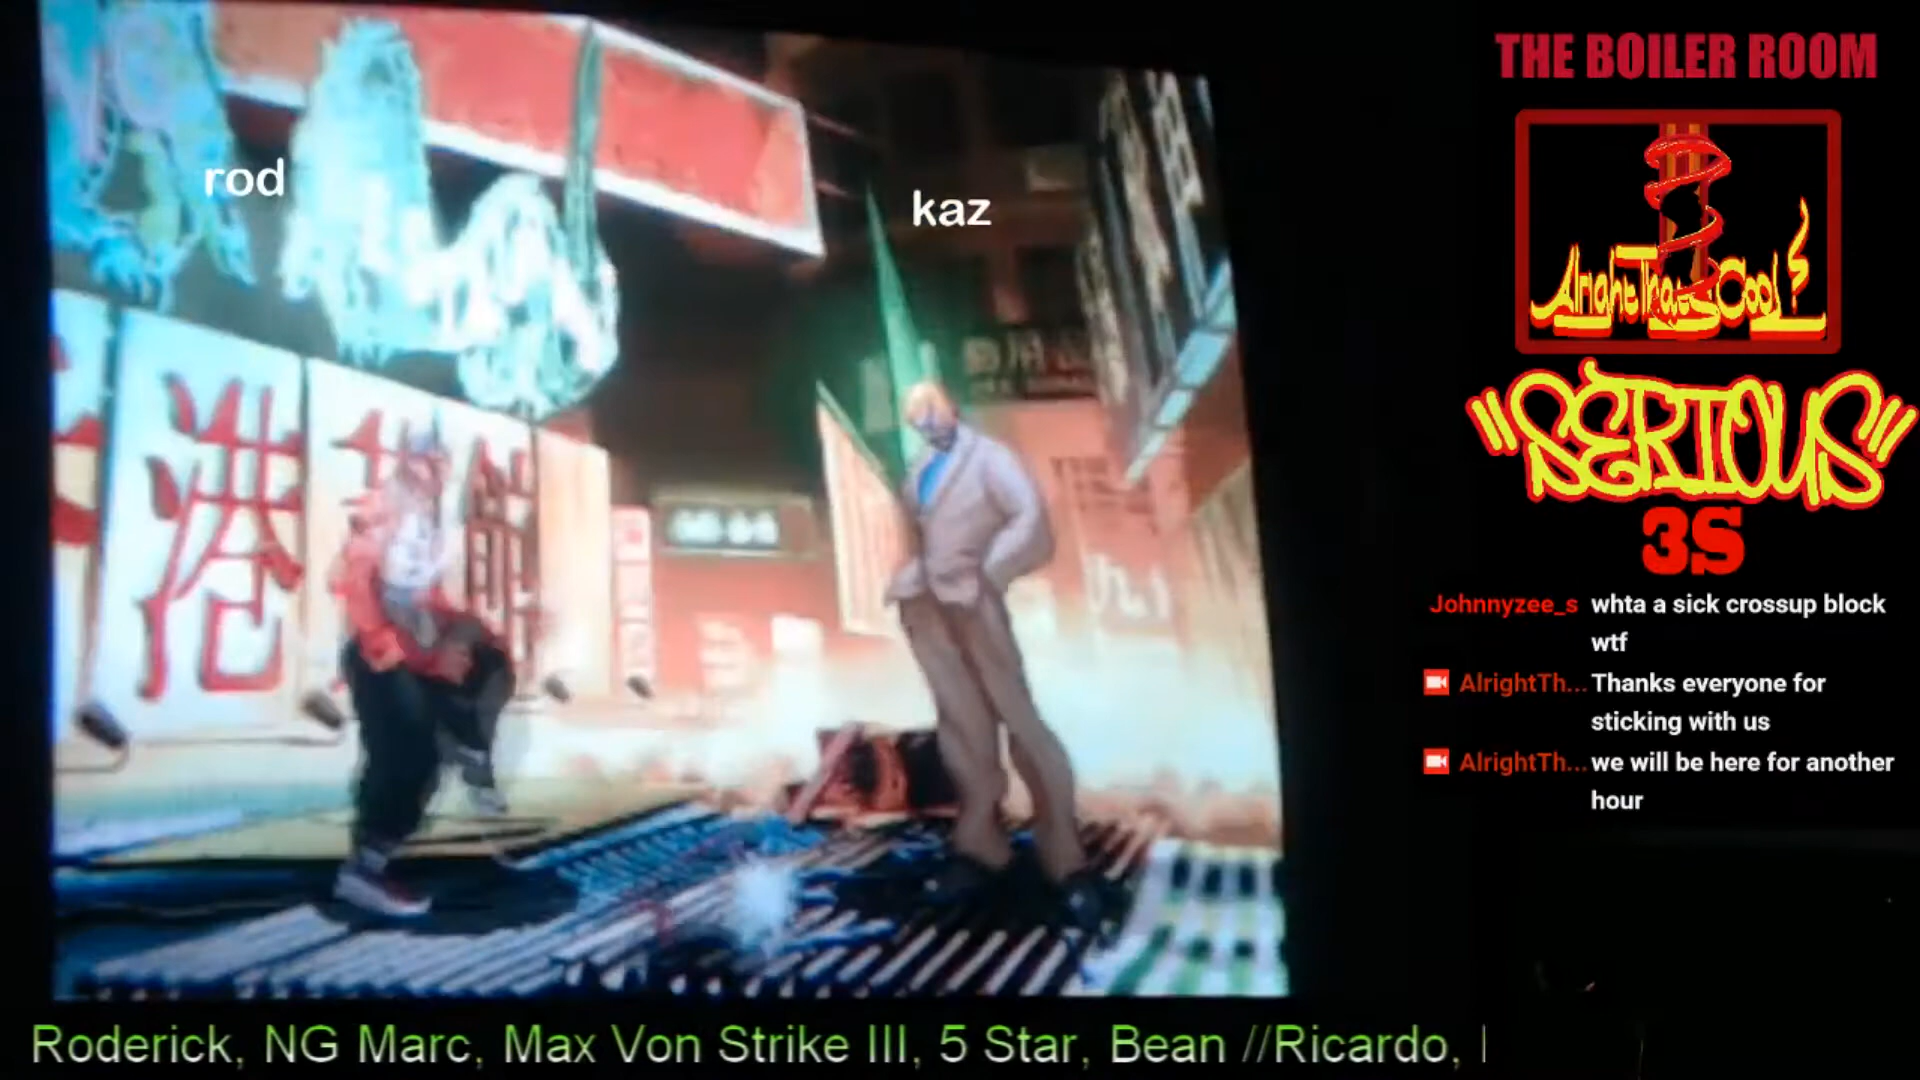 THE BOILER ROOM
rod
kaz
AlrightThatsCool
港
"SERIOUS"
3S
Johnnyzee_s whta a sick crossup block
wtf
AlrightTh... Thanks everyone for
sticking with us
AlrightTh... we will be here for another
hour
Roderick, NG Marc, Max Von Strike III, 5 Star, Bean //Ricardo,